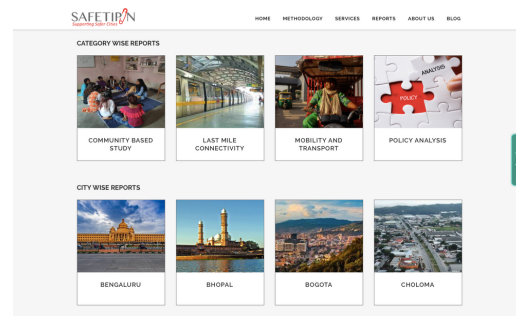 SAFETIPIN
Supporting Safer Cities
HOME METHODOLOGY SERVICES REPORTS ABOUT US BLOG
CATEGORY WISE REPORTS
ANALYSIS
POLICY
COMMUNITY BASED
STUDY
LAST MILE
CONNECTIVITY
MOBILITY AND
TRANSPORT
POLICY ANALYSIS
CITY WISE REPORTS
BENGALURU
BHOPAL
BOGOTA
CHOLOMA